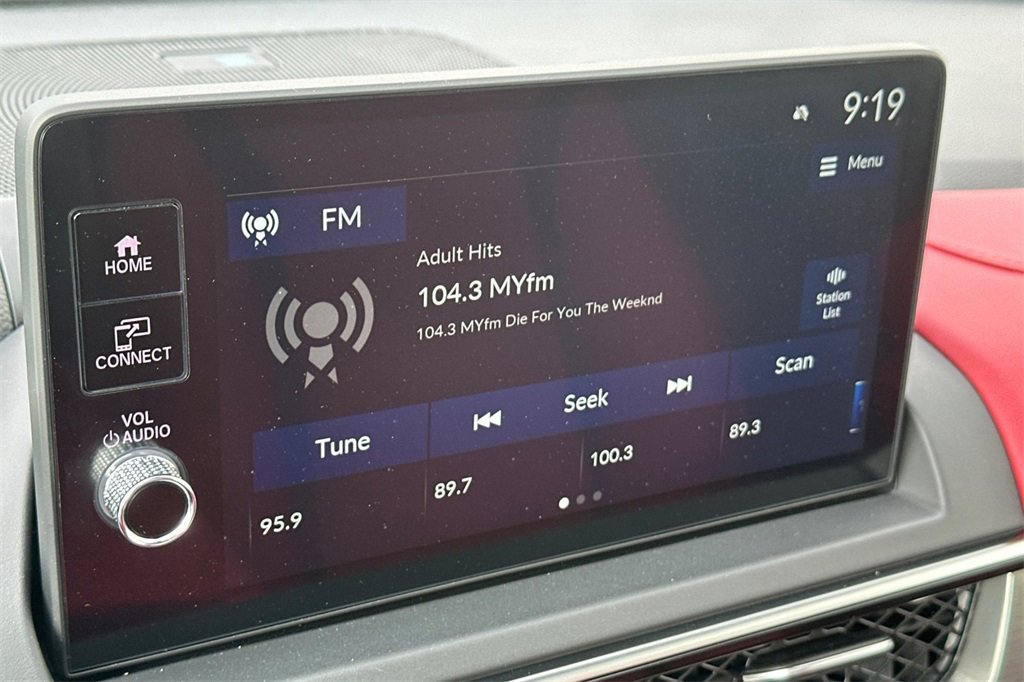 9:19
Menu
FM
HOME
Adult Hits
104.3 MYfm
104.3 MYfm Die For You The Weeknd
Station
List
CONNECT
Tune
Seek
Scan
VOL
AUDIO
95.9
89.7
100.3
89.3